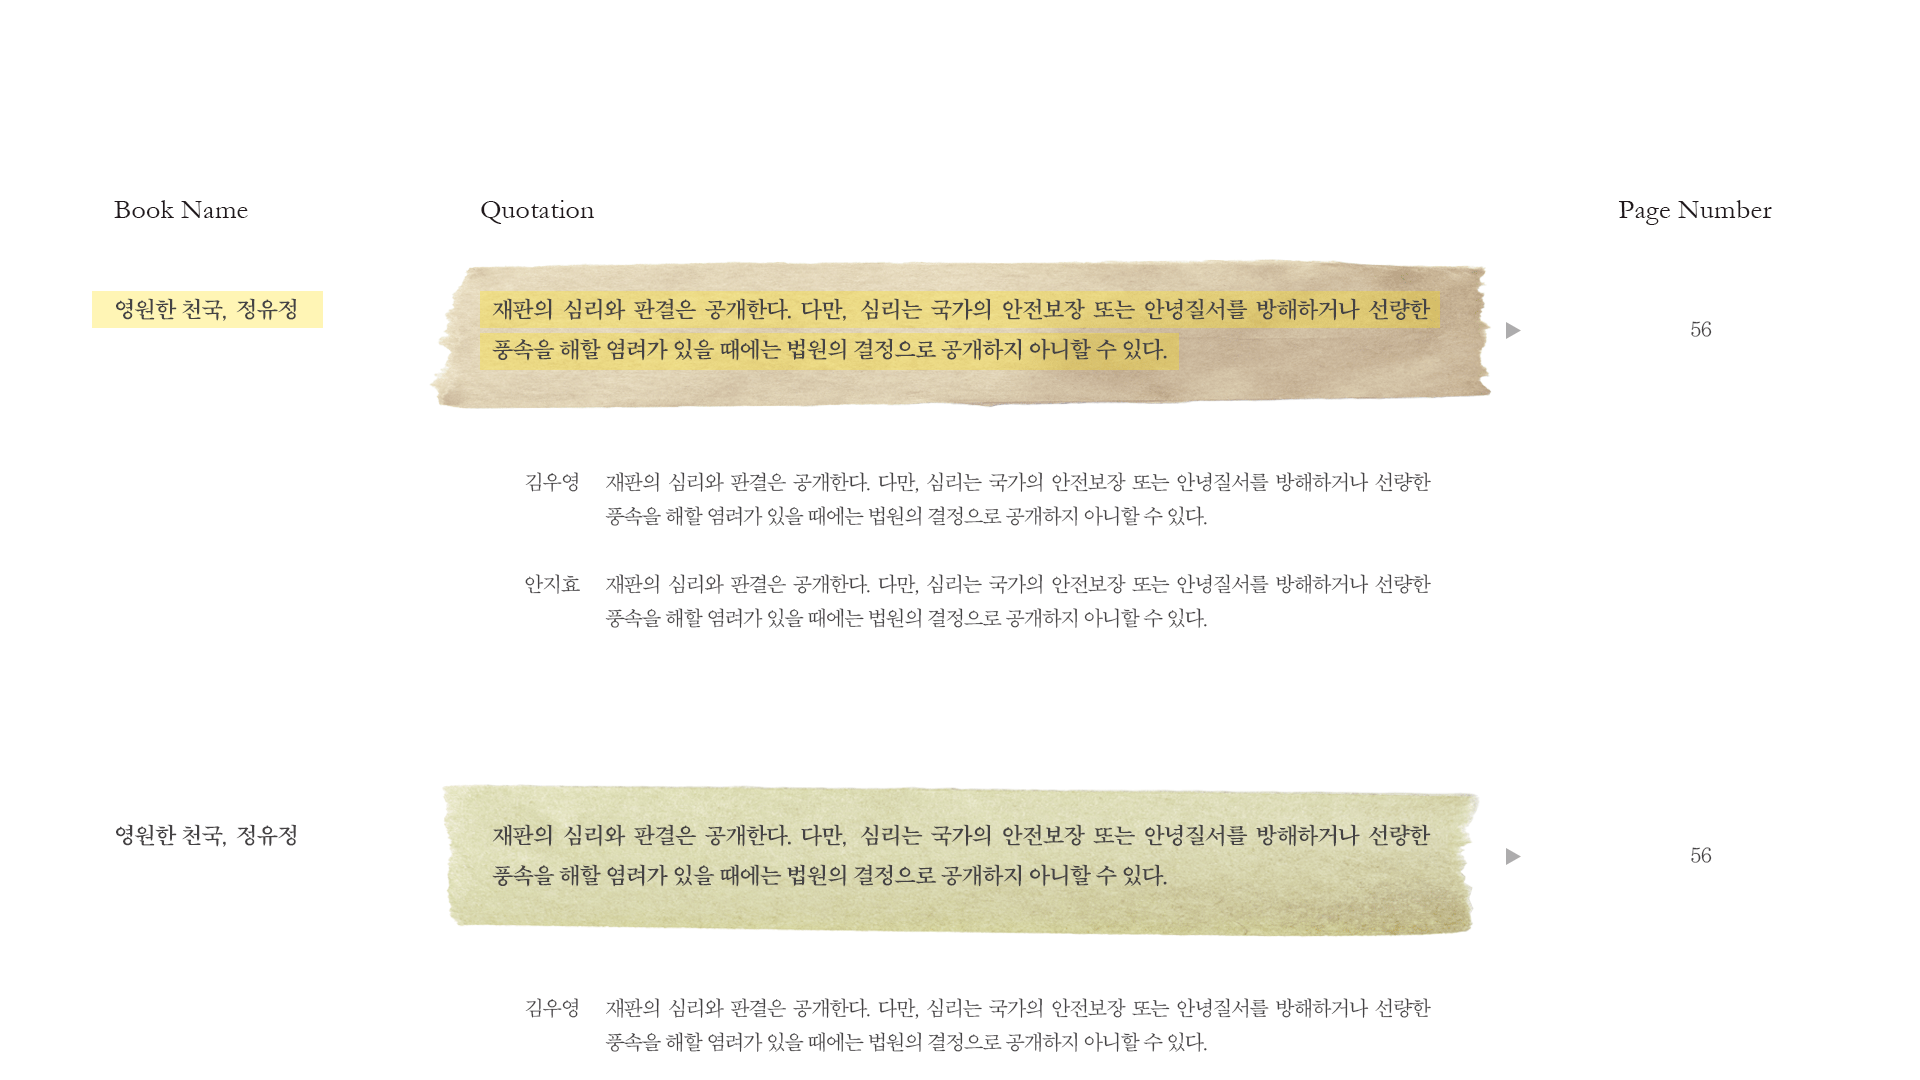 Book Name Quotation Page Number
영원한 천국, 정유정
재판의 심리와 판결은 공개한다. 다만, 심리는 국가의 안전보장 또는 안녕질서를 방해하거나 선량한
풍속을 해할 염려가 있을 때에는 법원의 결정으로 공개하지 아니할 수 있다.
56
김우영 재판의 심리와 판결은 공개한다. 다만, 심리는 국가의 안전보장 또는 안녕질서를 방해하거나 선량한
풍속을 해할 염려가 있을 때에는 법원의 결정으로 공개하지 아니할 수 있다.
안지효 재판의 심리와 판결은 공개한다. 다만, 심리는 국가의 안전보장 또는 안녕질서를 방해하거나 선량한
풍속을 해할 염려가 있을 때에는 법원의 결정으로 공개하지 아니할 수 있다.
영원한 천국, 정유정
재판의 심리와 판결은 공개한다. 다만, 심리는 국가의 안전보장 또는 안녕질서를 방해하거나 선량한
풍속을 해할 염려가 있을 때에는 법원의 결정으로 공개하지 아니할 수 있다.
56
김우영 재판의 심리와 판결은 공개한다. 다만, 심리는 국가의 안전보장 또는 안녕질서를 방해하거나 선량한
풍속을 해할 염려가 있을 때에는 법원의 결정으로 공개하지 아니할 수 있다.